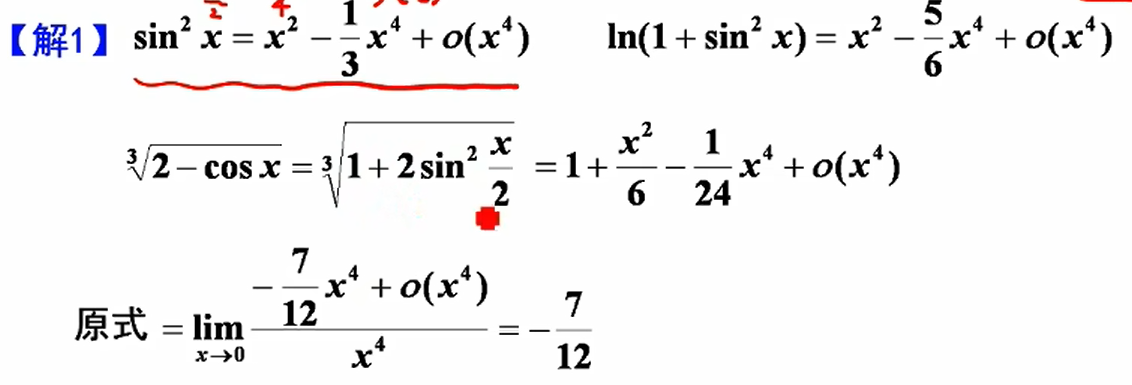 【解1】 sin² x = x² − 1/3 x⁴ + o(x⁴) ln(1 + sin² x) = x² − 5/6 x⁴ + o(x⁴)
∛(2 − cos x) = ∛(1 + 2 sin² x/2) = 1 + x²/6 − 1/24 x⁴ + o(x⁴)
原式 = lim x→0 (− 7/12 x⁴ + o(x⁴))/x⁴ = − 7/12